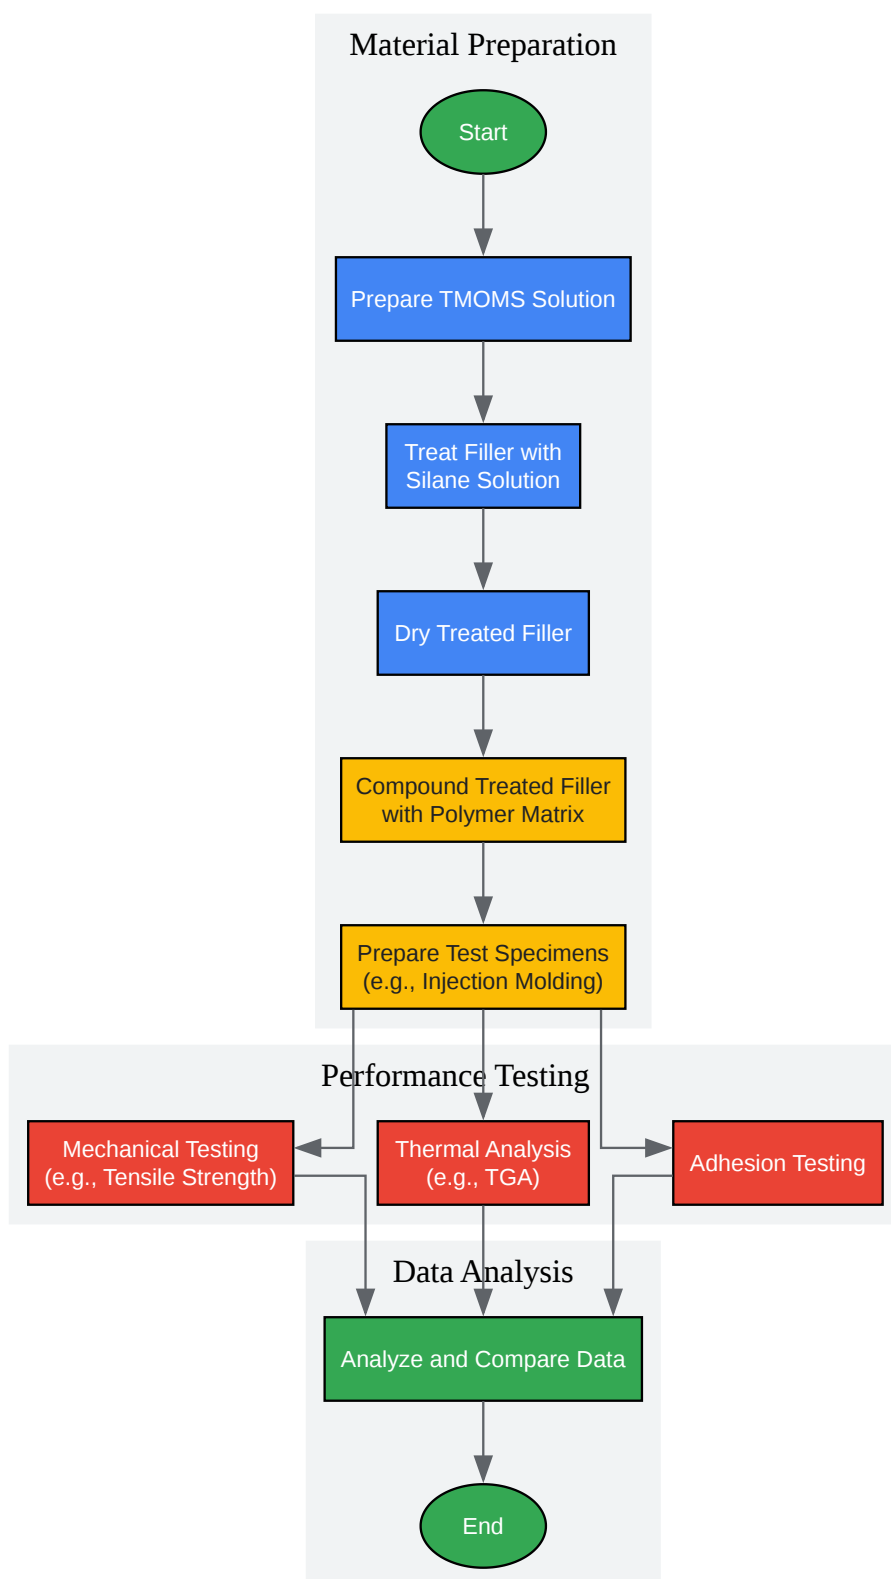 Material Preparation
Start
Prepare TMOMS Solution
Treat Filler with
Silane Solution
Dry Treated Filler
Compound Treated Filler
with Polymer Matrix
Prepare Test Specimens
(e.g., Injection Molding)
Performance Testing
Mechanical Testing
(e.g., Tensile Strength)
Thermal Analysis
(e.g., TGA)
Adhesion Testing
Data Analysis
Analyze and Compare Data
End